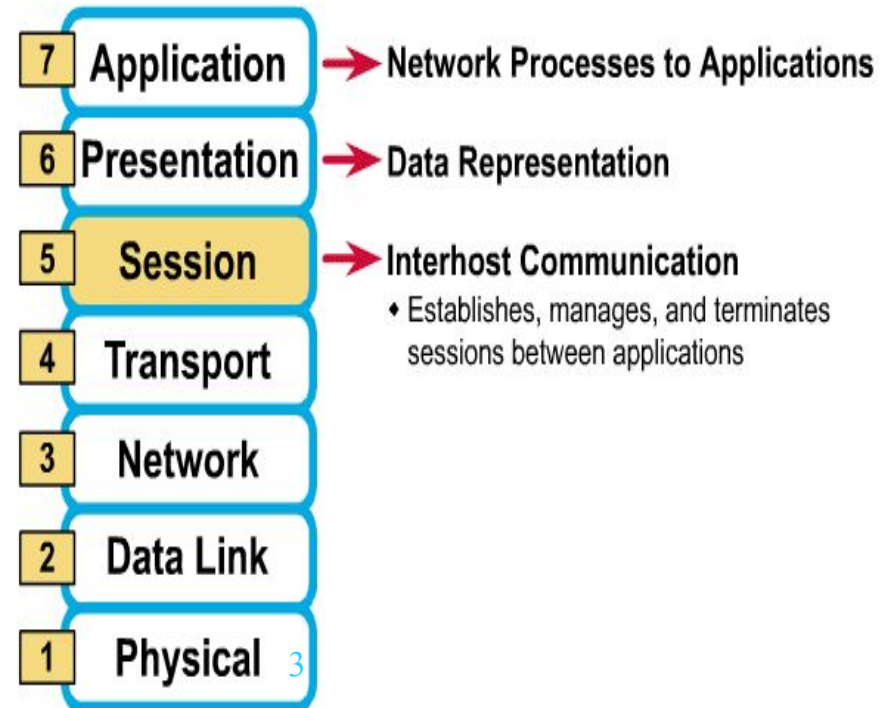 7 Application Network Processes to Applications
6 Presentation Data Representation
5 Session Interhost Communication
◆ Establishes, manages, and terminates
sessions between applications
4 Transport
3 Network
2 Data Link
1 Physical 3